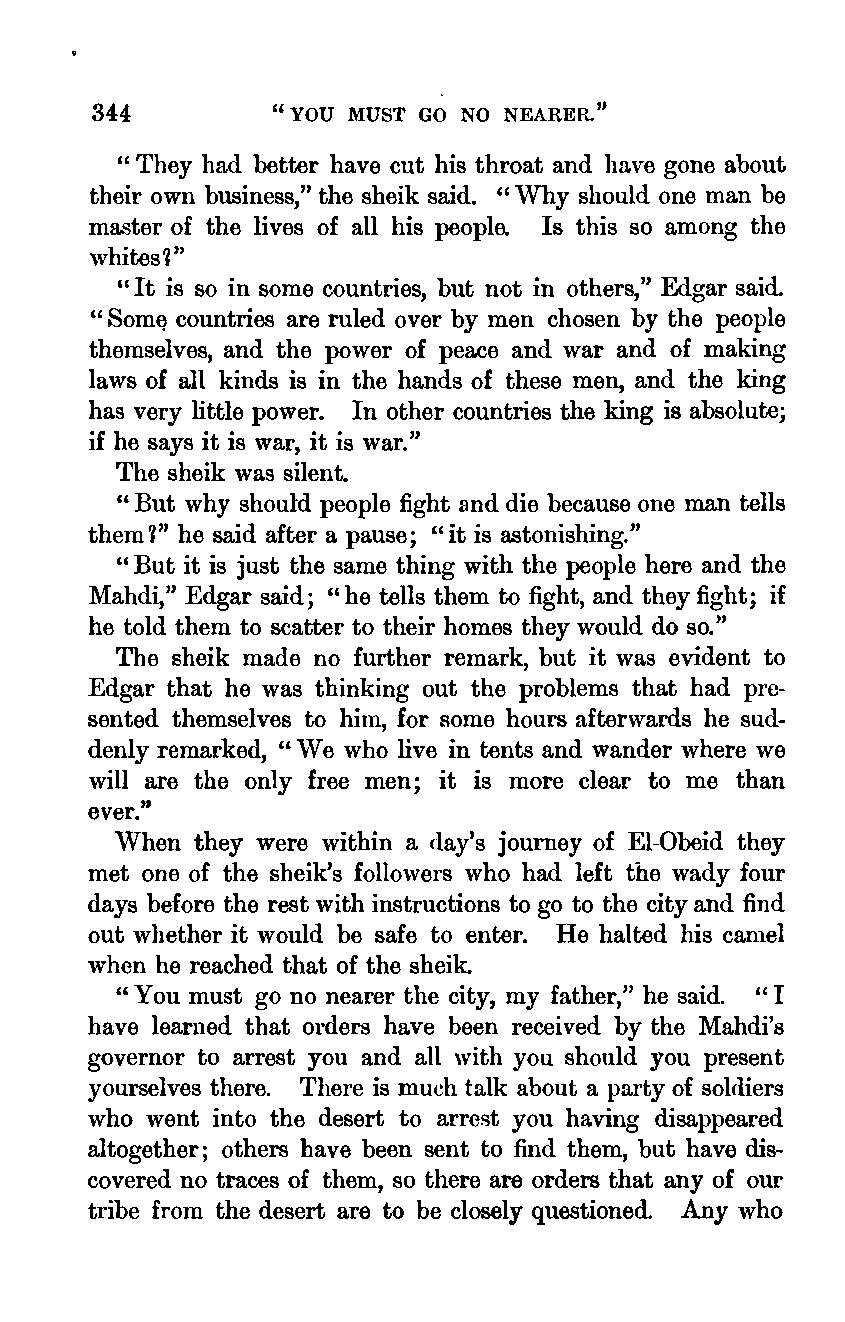 344 "YOU MUST GO NO NEARER."
"They had better have cut his throat and have gone about
their own business," the sheik said. "Why should one man be
master of the lives of all his people. Is this so among the
whites?"
"It is so in some countries, but not in others," Edgar said.
"Some countries are ruled over by men chosen by the people
themselves, and the power of peace and war and of making
laws of all kinds is in the hands of these men, and the king
has very little power. In other countries the king is absolute;
if he says it is war, it is war."
The sheik was silent.
"But why should people fight and die because one man tells
them?" he said after a pause; "it is astonishing."
"But it is just the same thing with the people here and the
Mahdi," Edgar said; "he tells them to fight, and they fight; if
he told them to scatter to their homes they would do so."
The sheik made no further remark, but it was evident to
Edgar that he was thinking out the problems that had pre-
sented themselves to him, for some hours afterwards he sud-
denly remarked, "We who live in tents and wander where we
will are the only free men; it is more clear to me than
ever."
When they were within a day's journey of El-Obeid they
met one of the sheik's followers who had left the wady four
days before the rest with instructions to go to the city and find
out whether it would be safe to enter. He halted his camel
when he reached that of the sheik.
"You must go no nearer the city, my father," he said. "I
have learned that orders have been received by the Mahdi's
governor to arrest you and all with you should you present
yourselves there. There is much talk about a party of soldiers
who went into the desert to arrest you having disappeared
altogether; others have been sent to find them, but have dis-
covered no traces of them, so there are orders that any of our
tribe from the desert are to be closely questioned. Any who